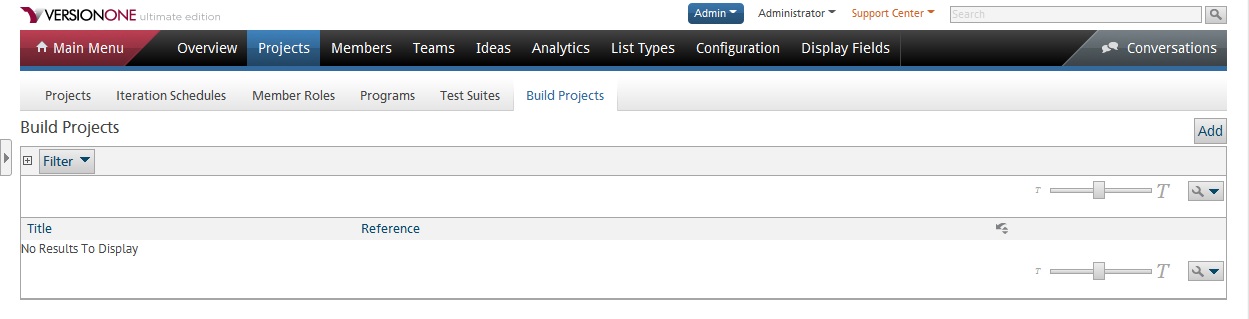 VERSIONONE ultimate edition Admin Administrator Support Center Search
Main Menu Overview Projects Members Teams Ideas Analytics List Types Configuration Display Fields Conversations
Projects Iteration Schedules Member Roles Programs Test Suites Build Projects
Build Projects Add
Filter
T T
Title Reference
No Results To Display
T T